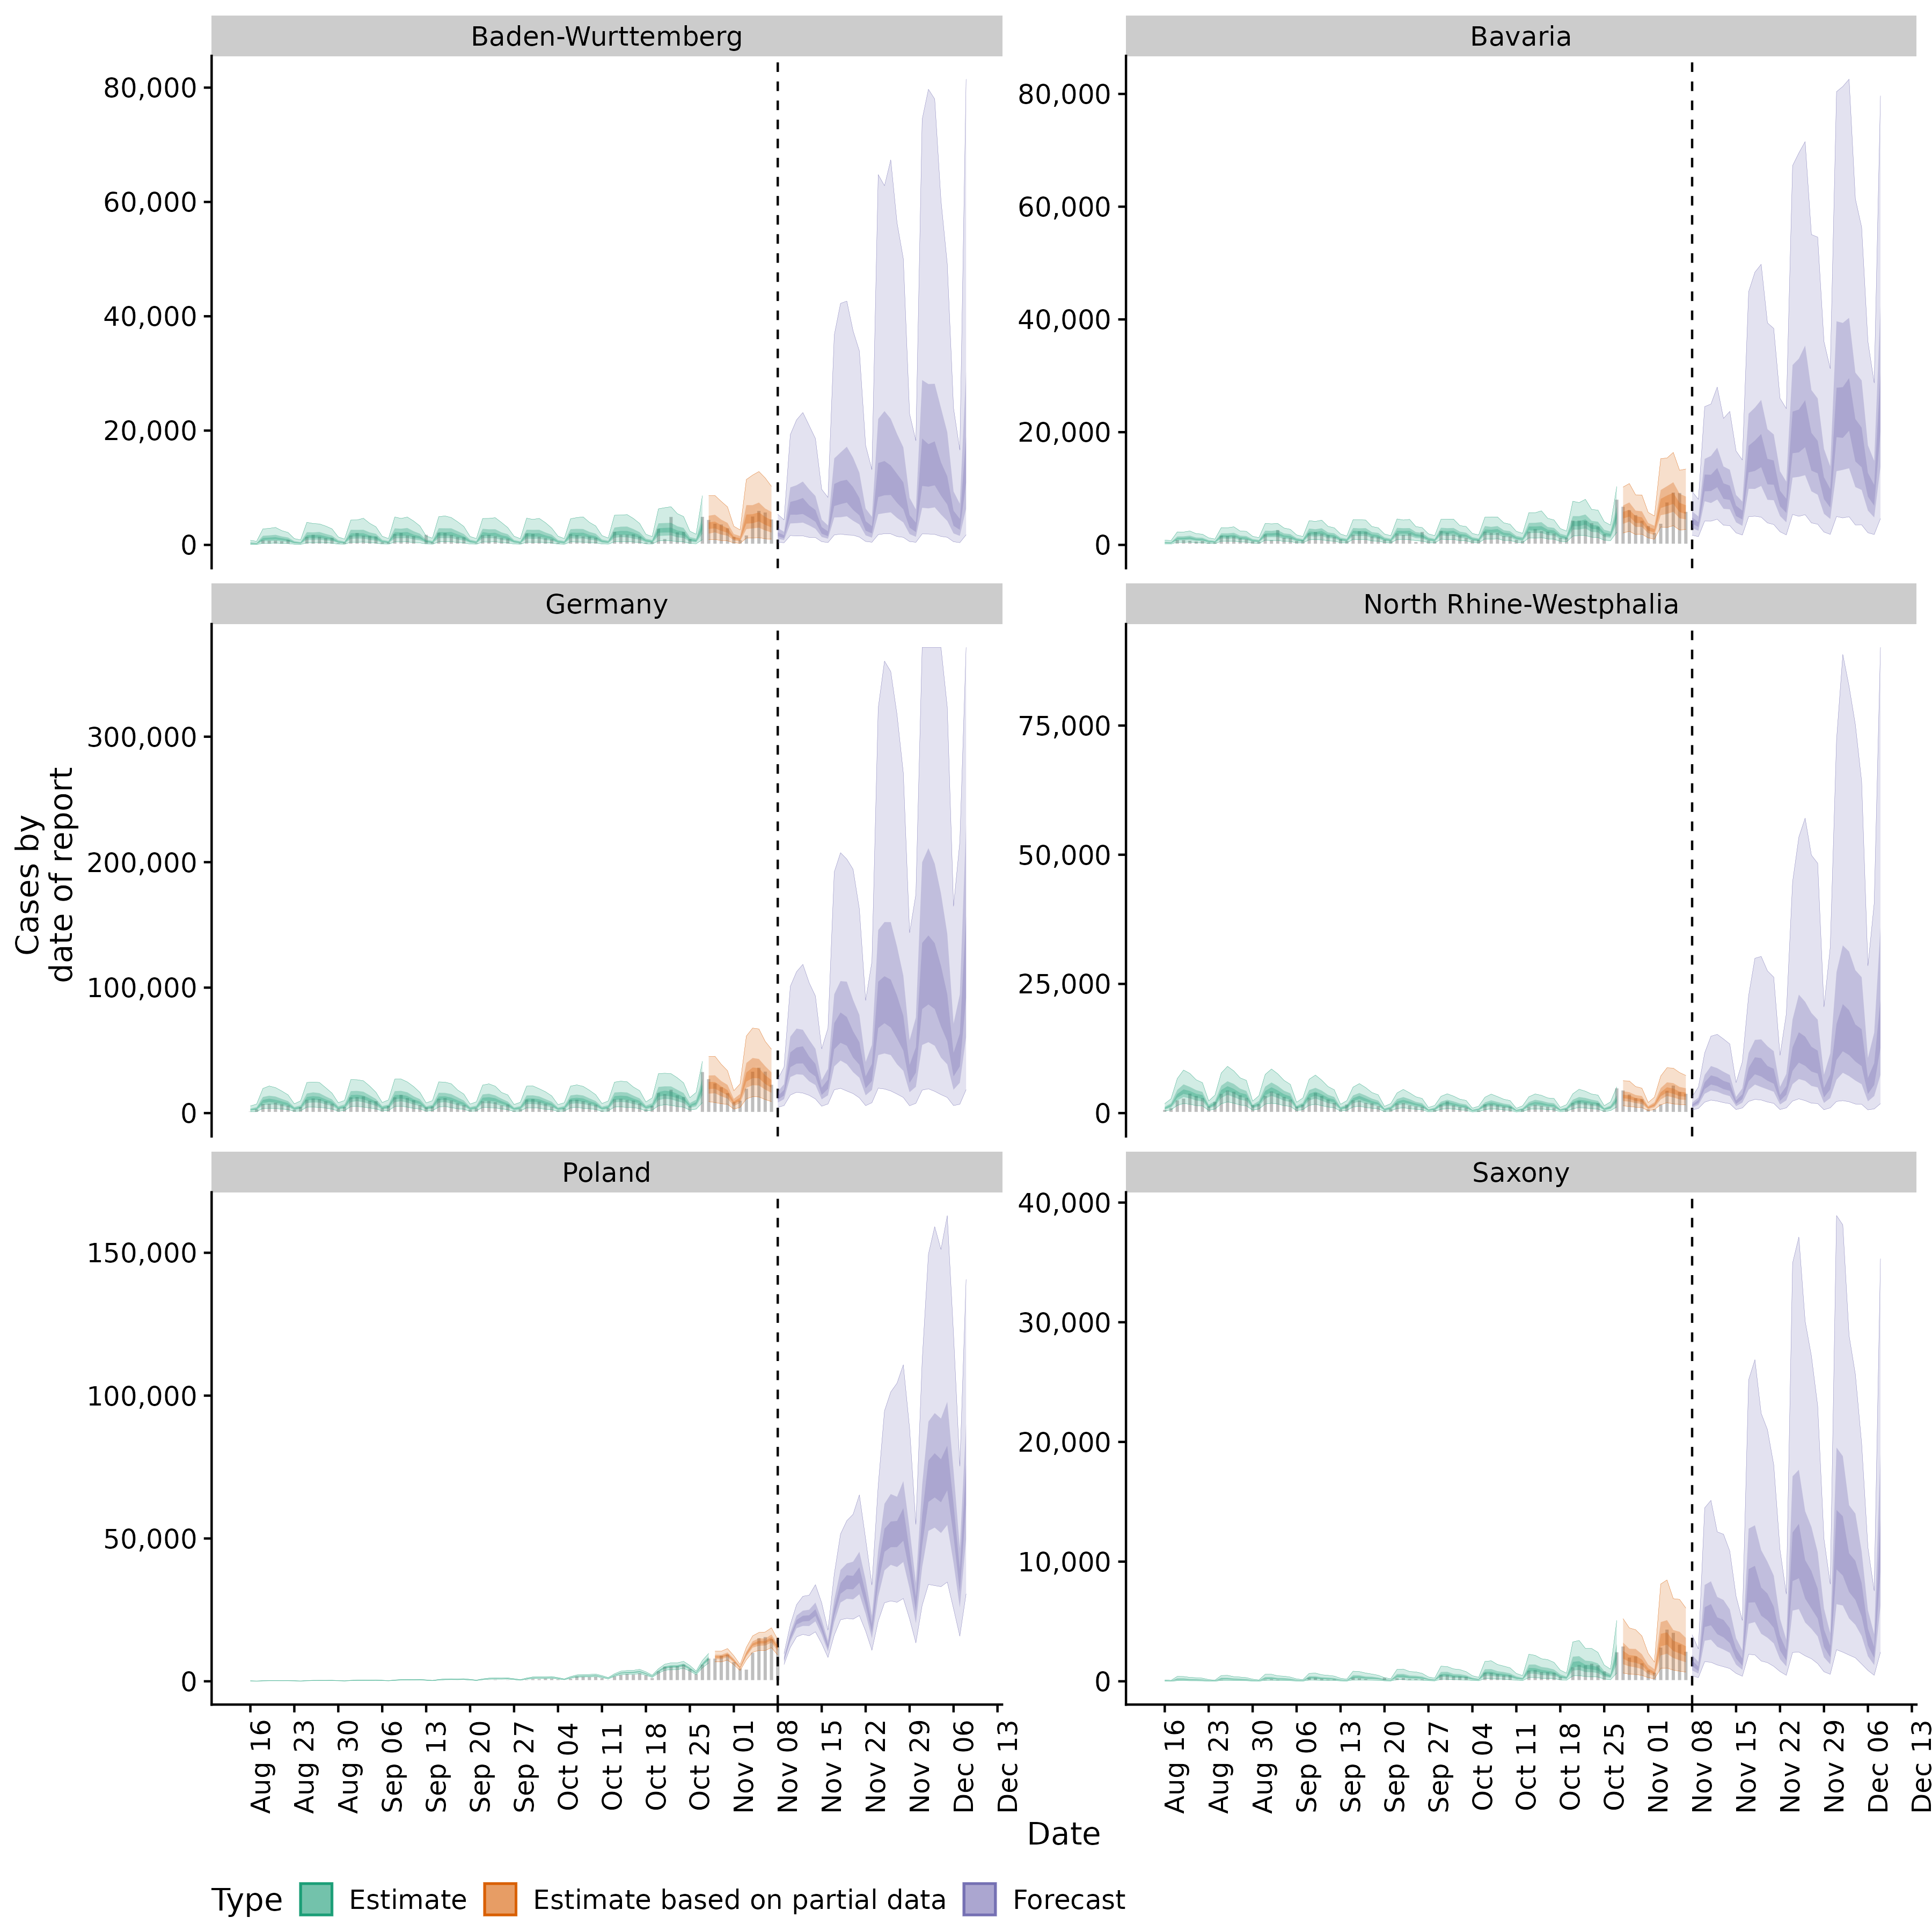 Baden-Wurttemberg
Bavaria
80,000
60,000
40,000
20,000
0
80,000
60,000
40,000
20,000
0
Germany
North Rhine-Westphalia
300,000
200,000
100,000
0
75,000
50,000
25,000
0
Cases by
date of report
Poland
Saxony
150,000
100,000
50,000
0
40,000
30,000
20,000
10,000
0
Aug 16
Aug 23
Aug 30
Sep 06
Sep 13
Sep 20
Sep 27
Oct 04
Oct 11
Oct 18
Oct 25
Nov 01
Nov 08
Nov 15
Nov 22
Nov 29
Dec 06
Dec 13
Aug 16
Aug 23
Aug 30
Sep 06
Sep 13
Sep 20
Sep 27
Oct 04
Oct 11
Oct 18
Oct 25
Nov 01
Nov 08
Nov 15
Nov 22
Nov 29
Dec 06
Dec 13
Date
Type Estimate Estimate based on partial data Forecast